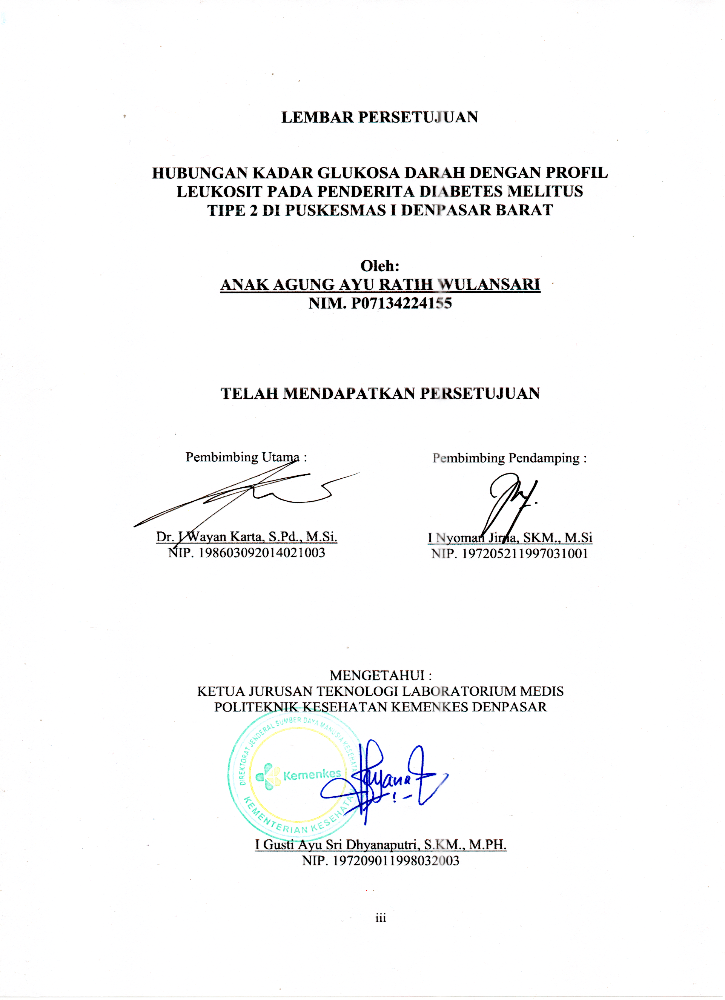 LEMBAR PERSETUJUAN
HUBUNGAN KADAR GLUKOSA DARAH DENGAN PROFIL
LEUKOSIT PADA PENDERITA DIABETES MELITUS
TIPE 2 DI PUSKESMAS I DENPASAR BARAT
Oleh:
ANAK AGUNG AYU RATIH WULANSARI
NIM. P07134224155
TELAH MENDAPATKAN PERSETUJUAN
Pembimbing Utama :
Dr. I Wayan Karta, S.Pd., M.Si.
NIP. 198603092014021003
Pembimbing Pendamping :
I Nyoman Jirna, SKM., M.Si
NIP. 197205211997031001
MENGETAHUI :
KETUA JURUSAN TEKNOLOGI LABORATORIUM MEDIS
POLITEKNIK KESEHATAN KEMENKES DENPASAR
DIREKTORAT JENDERAL SUMBER DAYA MANUSIA KESEHATAN
Kemenkes
KEMENTERIAN KESEHATAN
I Gusti Ayu Sri Dhyanaputri, S.KM., M.PH.
NIP. 197209011998032003
iii